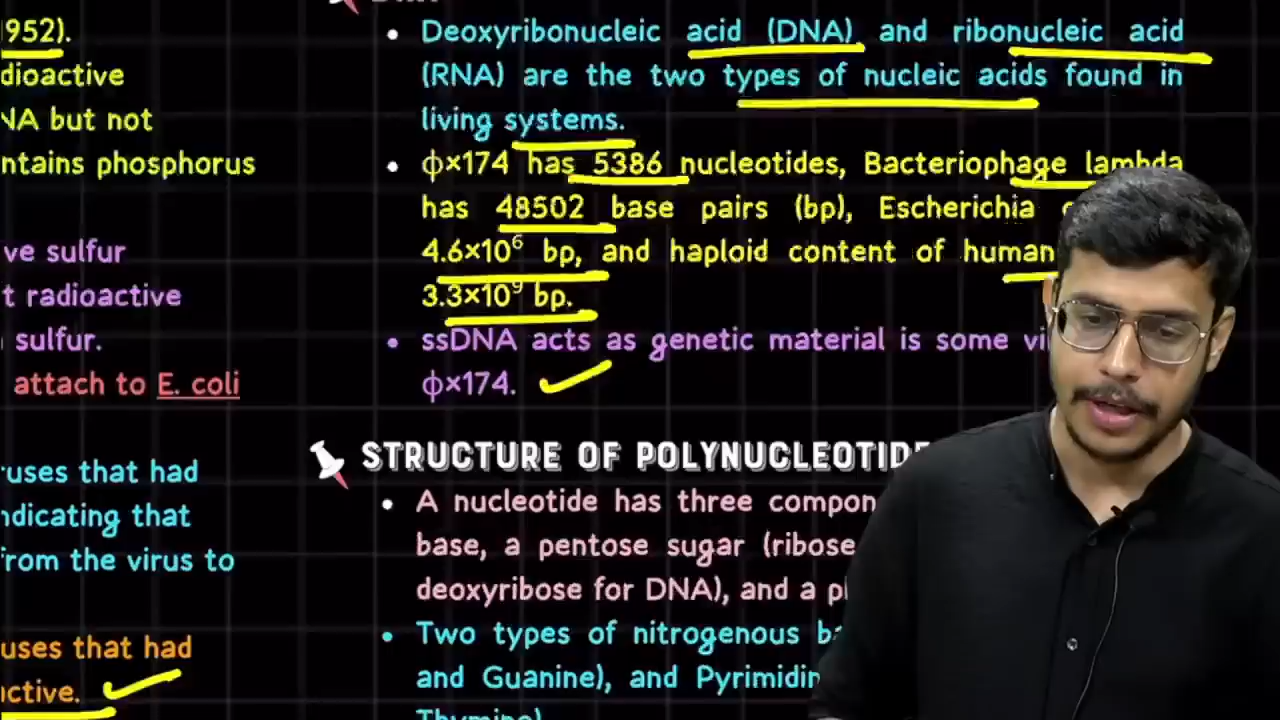 1952).
dioactive
NA but not
ntains phosphorus
ve sulfur
t radioactive
sulfur.
attach to E. coli
ruses that had
ndicating that
from the virus to
uses that had
active.
• Deoxyribonucleic acid (DNA) and ribonucleic acid
(RNA) are the two types of nucleic acids found in
living systems.
• ϕ×174 has 5386 nucleotides, Bacteriophage lambda
has 48502 base pairs (bp), Escherichia
4.6×10⁶ bp, and haploid content of human
3.3×10⁹ bp.
• ssDNA acts as genetic material is some vi
ϕ×174.
STRUCTURE OF POLYNUCLEOTIDE
• A nucleotide has three compon
base, a pentose sugar (ribose
deoxyribose for DNA), and a p
• Two types of nitrogenous ba
and Guanine), and Pyrimidin
Thymine)